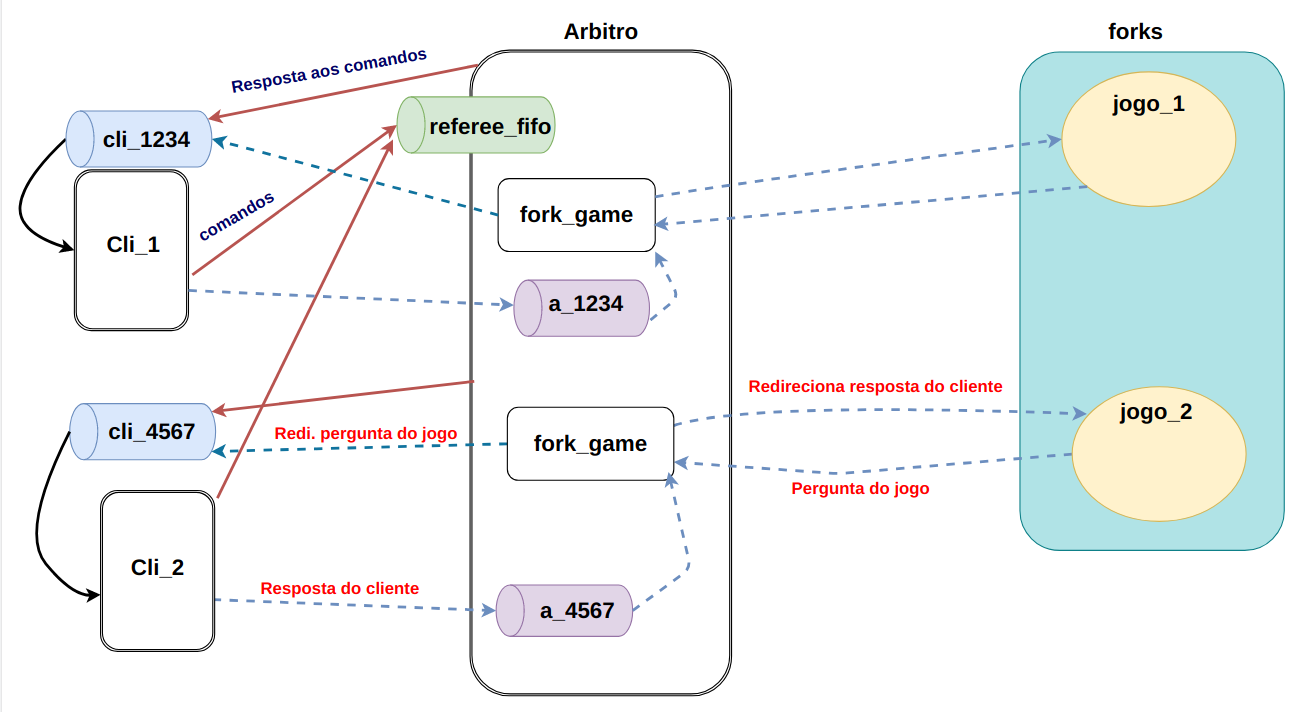 Arbitro
forks
Resposta aos comandos
jogo_1
referee_fifo
cli_1234
fork_game
comandos
Cli_1
a_1234
Redireciona resposta do cliente
jogo_2
cli_4567
Redi. pergunta do jogo
fork_game
Pergunta do jogo
Cli_2
Resposta do cliente
a_4567